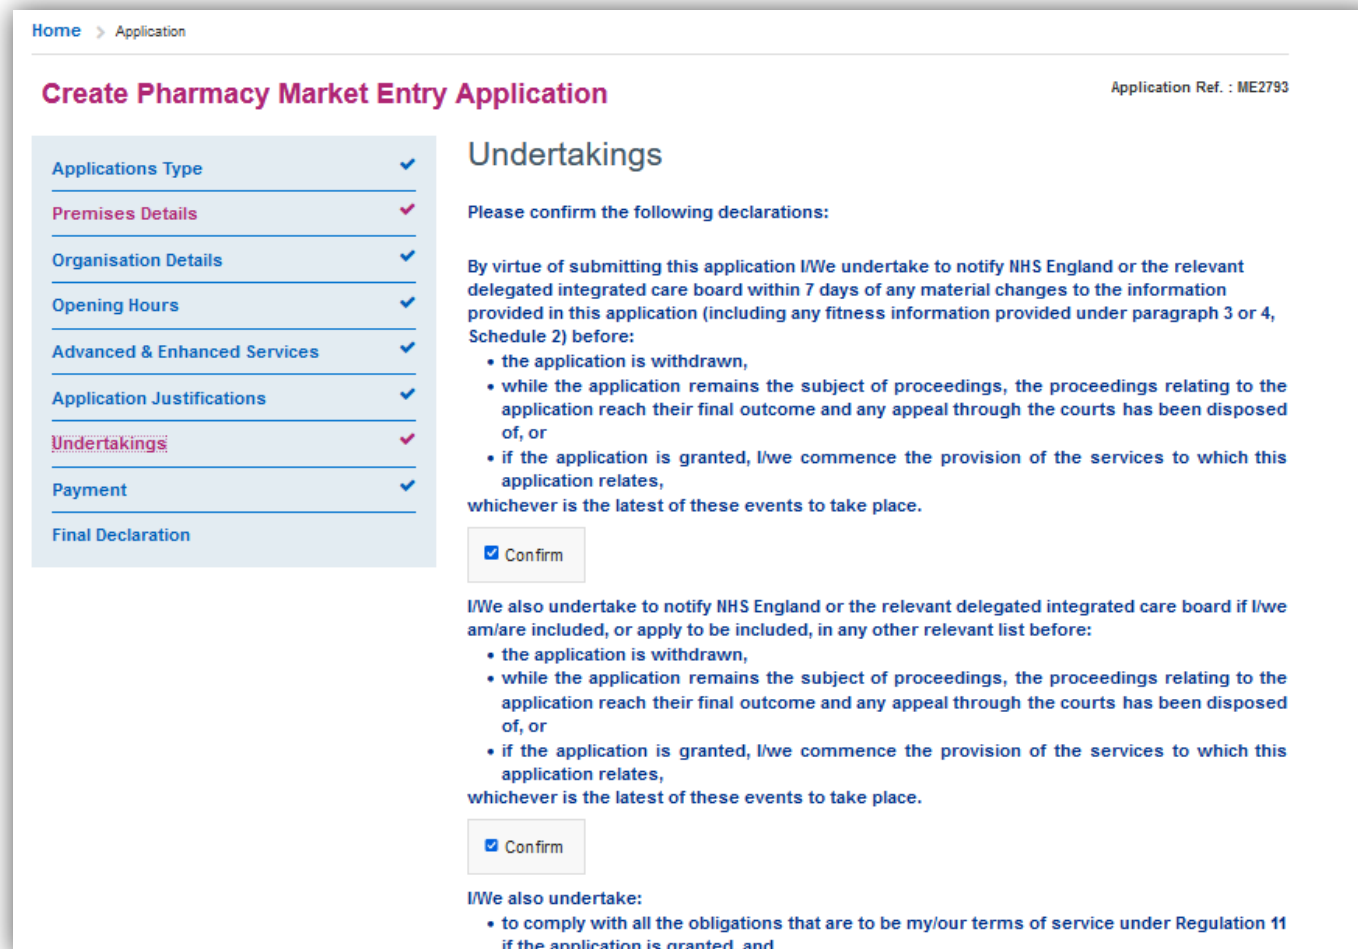 Home > Application
Create Pharmacy Market Entry Application
Application Ref. : ME2793
Applications Type
Premises Details
Organisation Details
Opening Hours
Advanced & Enhanced Services
Application Justifications
Undertakings
Payment
Final Declaration
Undertakings
Please confirm the following declarations:
By virtue of submitting this application I/We undertake to notify NHS England or the relevant
delegated integrated care board within 7 days of any material changes to the information
provided in this application (including any fitness information provided under paragraph 3 or 4,
Schedule 2) before:
• the application is withdrawn,
• while the application remains the subject of proceedings, the proceedings relating to the
application reach their final outcome and any appeal through the courts has been disposed
of, or
• if the application is granted, I/we commence the provision of the services to which this
application relates,
whichever is the latest of these events to take place.
Confirm
I/We also undertake to notify NHS England or the relevant delegated integrated care board if I/we
am/are included, or apply to be included, in any other relevant list before:
• the application is withdrawn,
• while the application remains the subject of proceedings, the proceedings relating to the
application reach their final outcome and any appeal through the courts has been disposed
of, or
• if the application is granted, I/we commence the provision of the services to which this
application relates,
whichever is the latest of these events to take place.
Confirm
I/We also undertake:
• to comply with all the obligations that are to be my/our terms of service under Regulation 11
if the application is granted, and